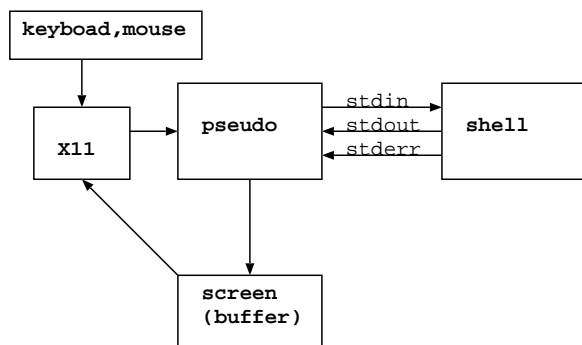 keyboad,mouse
X11
pseudo
stdin
stdout
stderr
shell
screen
(buffer)